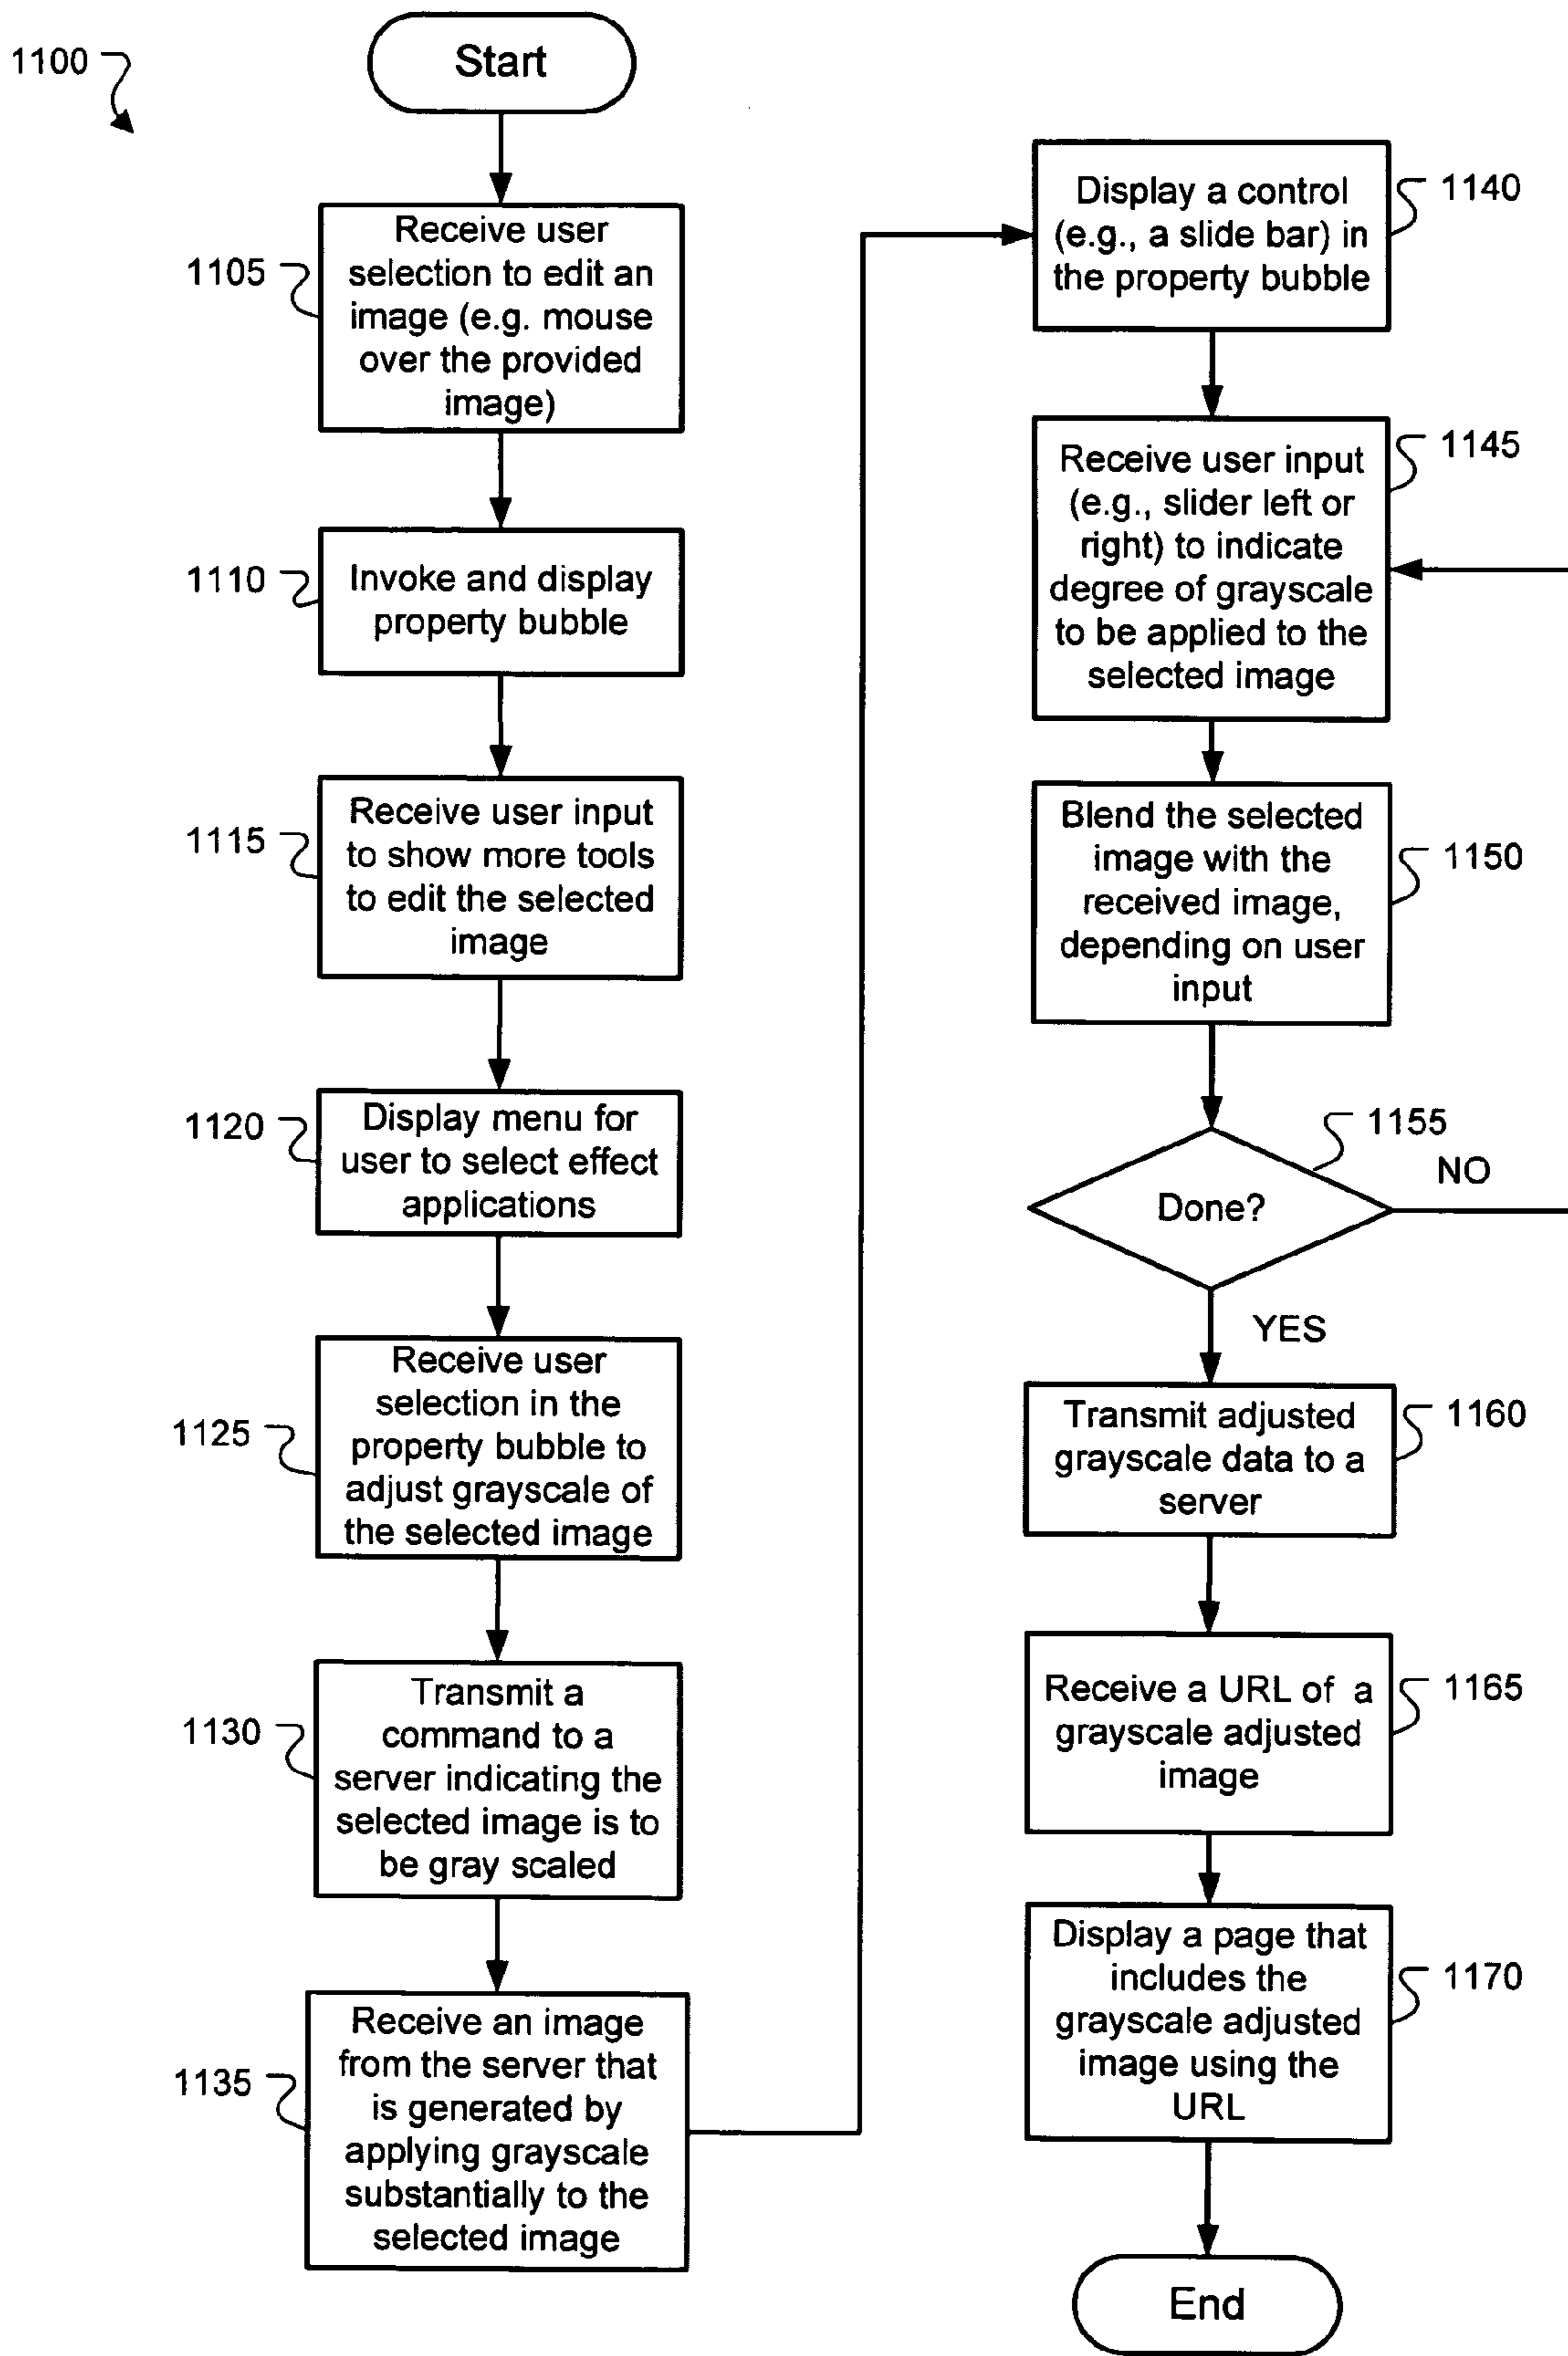 1100
Start
1105
Receive user
selection to edit an
image (e.g. mouse
over the provided
image)
1110
Invoke and display
property bubble
1115
Receive user input
to show more tools
to edit the selected
image
1120
Display menu for
user to select effect
applications
1125
Receive user
selection in the
property bubble to
adjust grayscale of
the selected image
1130
Transmit a
command to a
server indicating the
selected image is to
be gray scaled
1135
Receive an image
from the server that
is generated by
applying grayscale
substantially to the
selected image
Display a control
(e.g., a slide bar) in
the property bubble
1140
Receive user input
(e.g., slider left or
right) to indicate
degree of grayscale
to be applied to the
selected image
1145
Blend the selected
image with the
received image,
depending on user
input
1150
Done?
1155
NO
YES
Transmit adjusted
grayscale data to a
server
1160
Receive a URL of a
grayscale adjusted
image
1165
Display a page that
includes the
grayscale adjusted
image using the
URL
1170
End